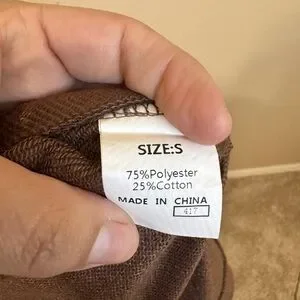 SIZE:S
75%Polyester
25%Cotton
MADE IN CHINA
417